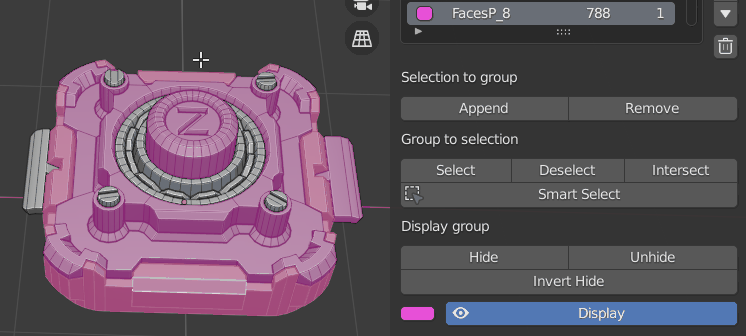 FacesP_8 788 1
Selection to group
Append Remove
Group to selection
Select Deselect Intersect
Smart Select
Display group
Hide Unhide
Invert Hide
Display
Z